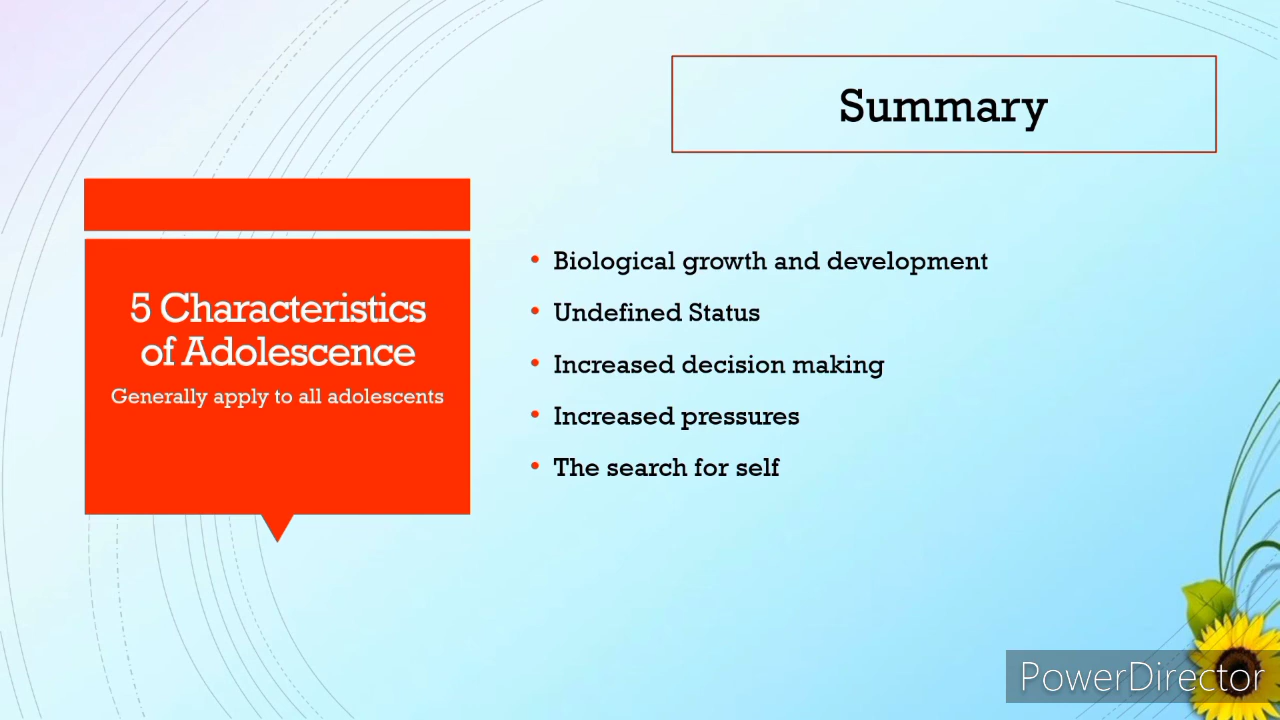 Summary
5 Characteristics
of Adolescence
Generally apply to all adolescents
• Biological growth and development
• Undefined Status
• Increased decision making
• Increased pressures
• The search for self
PowerDirector